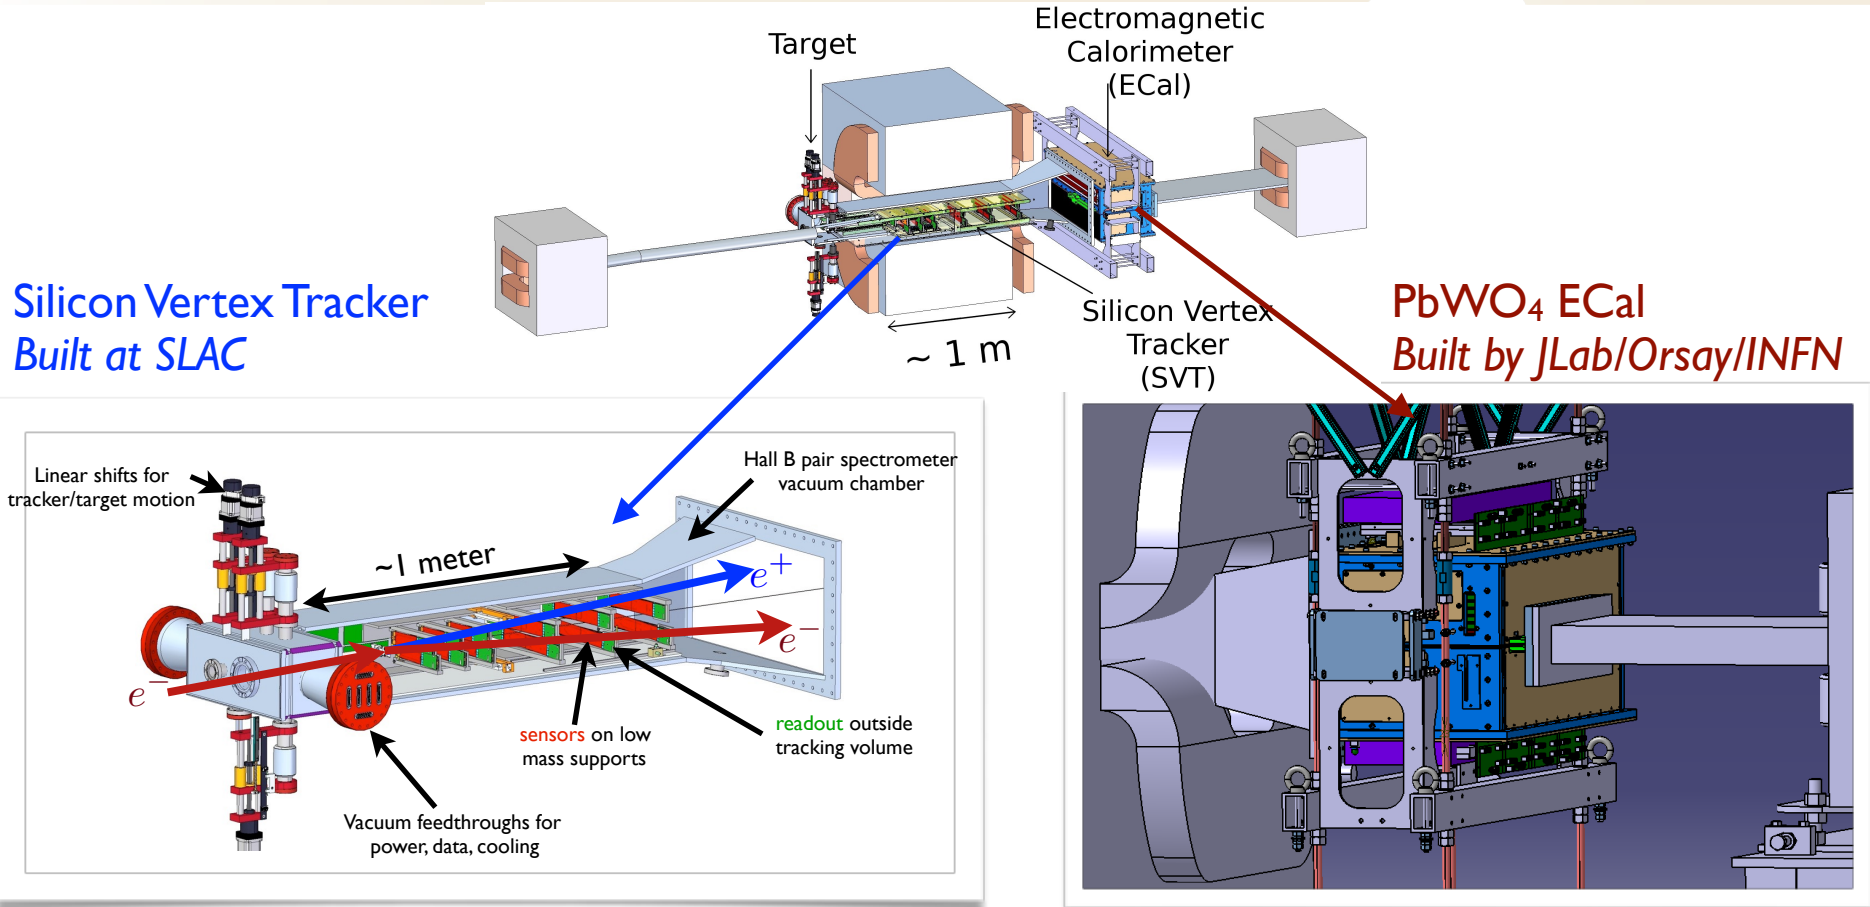 Electromagnetic
Calorimeter
(ECal)
Target
Silicon Vertex Tracker
Built at SLAC
Silicon Vertex
Tracker
(SVT)
~ 1 m
PbWO₄ ECal
Built by JLab/Orsay/INFN
Linear shifts for
tracker/target motion
Hall B pair spectrometer
vacuum chamber
~1 meter
e⁺
e⁻
e⁻
sensors on low
mass supports
readout outside
tracking volume
Vacuum feedthroughs for
power, data, cooling